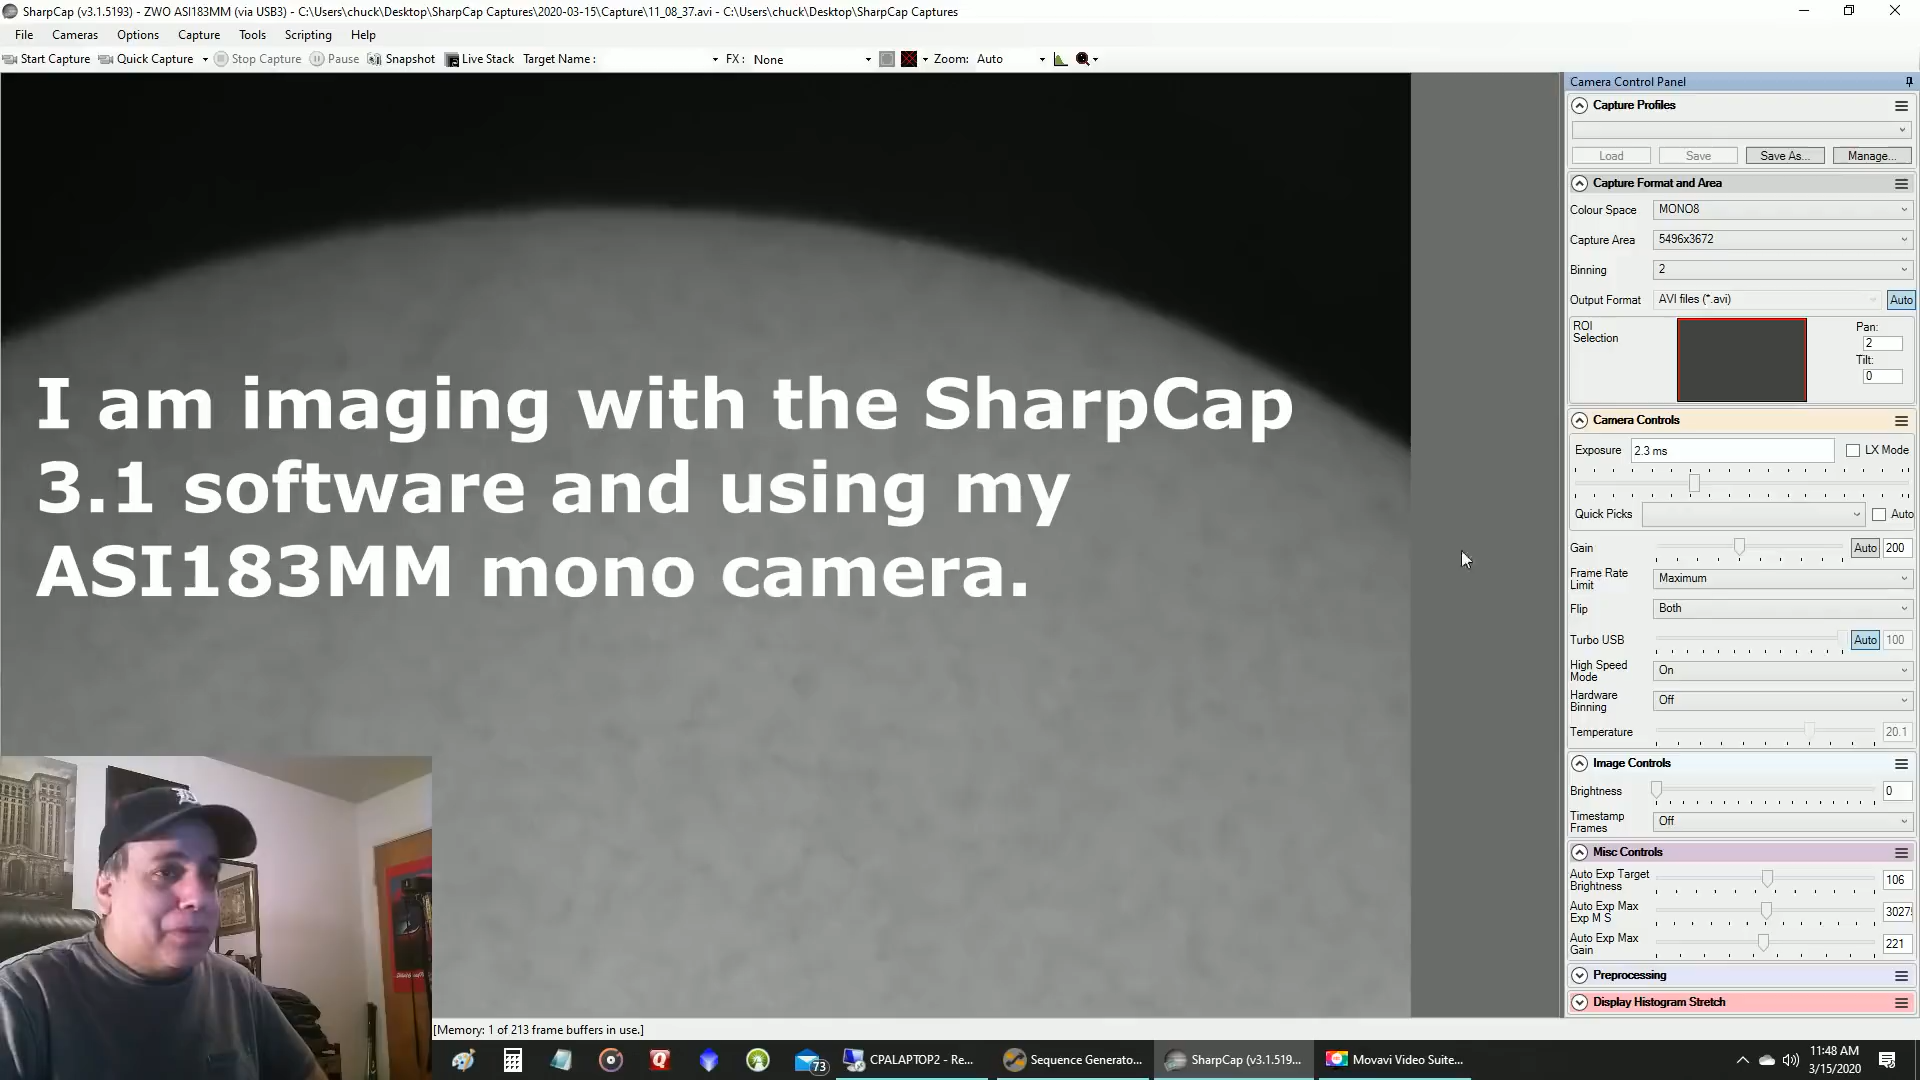 SharpCap (v3.1.5193) - ZWO ASI183MM (via USB3) - C:\Users\chuck\Desktop\SharpCap Captures\2020-03-15\Capture\11_08_37.avi - C:\Users\chuck\Desktop\SharpCap Captures
File Cameras Options Capture Tools Scripting Help
Start Capture Quick Capture Stop Capture Pause Snapshot Live Stack Target Name : FX : None Zoom: Auto
I am imaging with the SharpCap
3.1 software and using my
ASI183MM mono camera.
Camera Control Panel
Capture Profiles
Load Save Save As... Manage...
Capture Format and Area
Colour Space MONO8
Capture Area 5496x3672
Binning 2
Output Format AVI files (*.avi) Auto
ROI
Selection
Pan:
2
Tilt:
0
Camera Controls
Exposure 2.3 ms LX Mode
Quick Picks Auto
Gain Auto 200
Frame Rate
Limit
Maximum
Flip Both
Turbo USB Auto 100
High Speed
Mode
On
Hardware
Binning
Off
Temperature 20.1
Image Controls
Brightness 0
Timestamp
Frames
Off
Misc Controls
Auto Exp Target
Brightness
106
Auto Exp Max
Exp M S
3027
Auto Exp Max
Gain
221
Preprocessing
Display Histogram Stretch
[Memory: 1 of 213 frame buffers in use.]
73 CPALAPTOP2 - Re... Sequence Generato... SharpCap (v3.1.519... Movavi Video Suite...
11:48 AM
3/15/2020